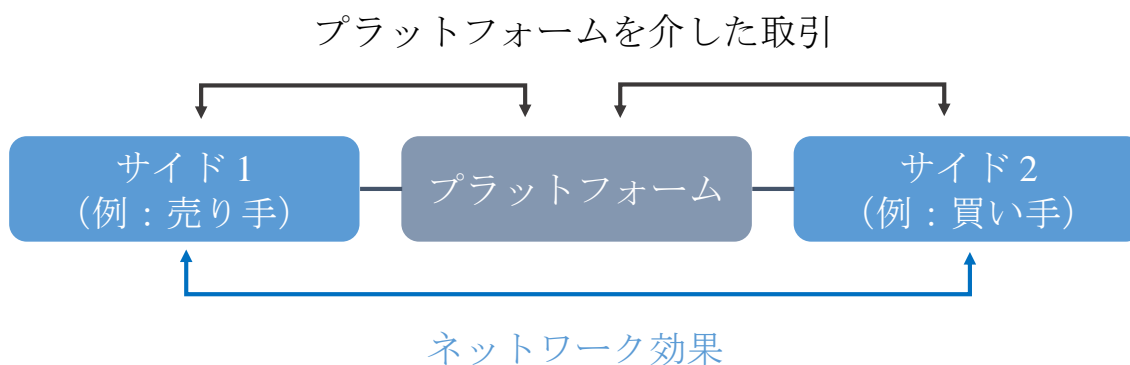 プラットフォームを介した取引
サイド1
（例：売り手）
プラットフォーム
サイド2
（例：買い手）
ネットワーク効果